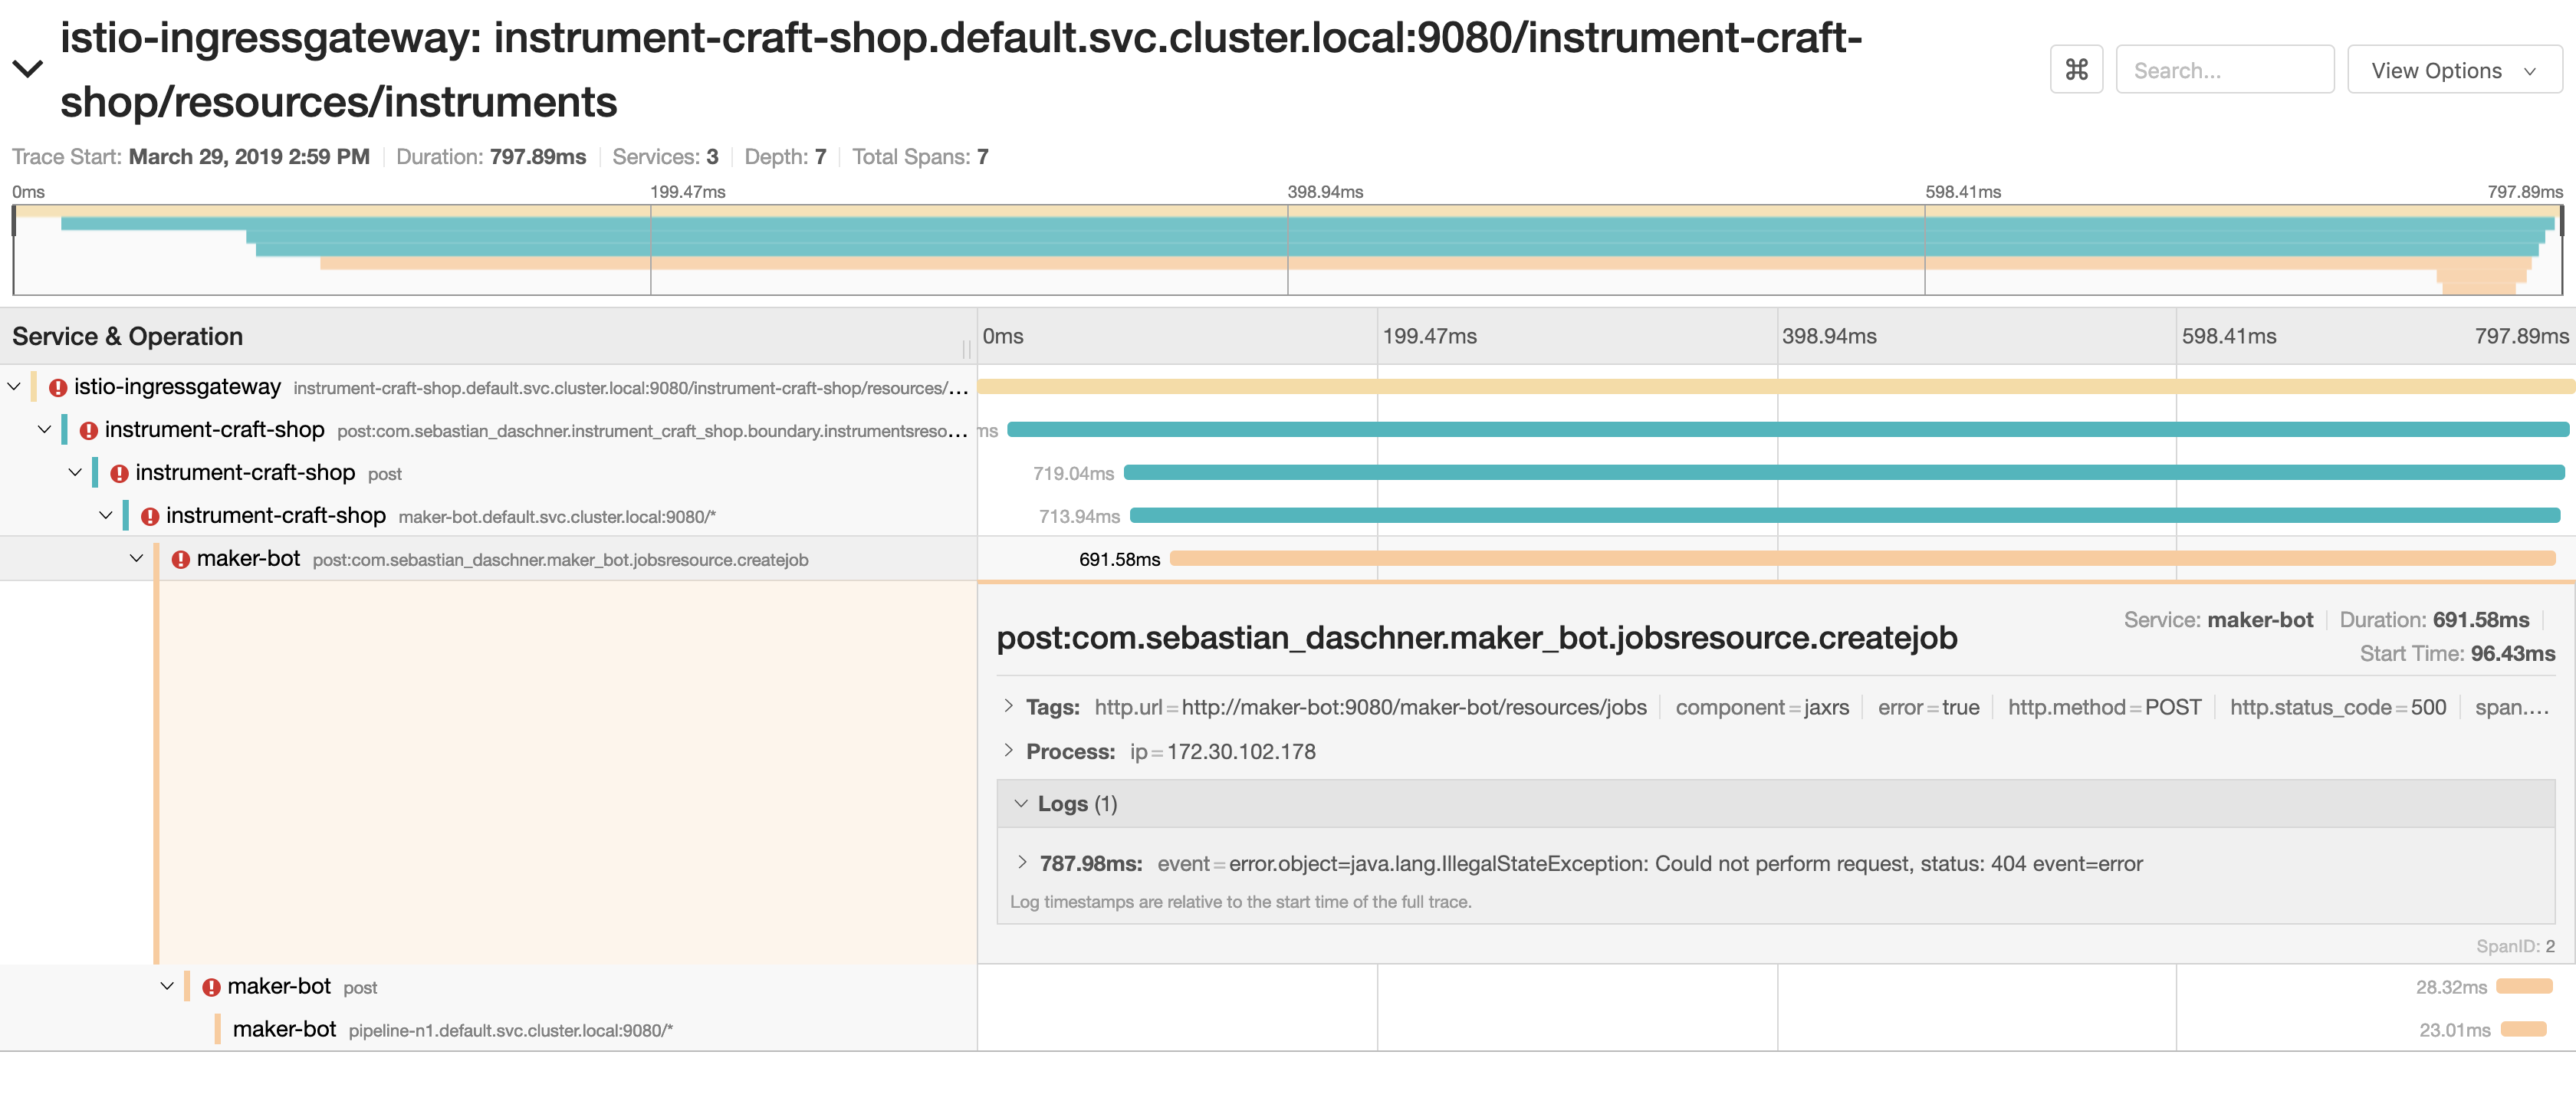 istio-ingressgateway: instrument-craft-shop.default.svc.cluster.local:9080/instrument-craft-
shop/resources/instruments
⌘ Search... View Options
Trace Start: March 29, 2019 2:59 PM Duration: 797.89ms Services: 3 Depth: 7 Total Spans: 7
0ms 199.47ms 398.94ms 598.41ms 797.89ms
Service & Operation 0ms 199.47ms 398.94ms 598.41ms 797.89ms
istio-ingressgateway instrument-craft-shop.default.svc.cluster.local:9080/instrument-craft-shop/resources/...
instrument-craft-shop post:com.sebastian_daschner.instrument_craft_shop.boundary.instrumentsreso... ms
instrument-craft-shop post 719.04ms
instrument-craft-shop maker-bot.default.svc.cluster.local:9080/* 713.94ms
maker-bot post:com.sebastian_daschner.maker_bot.jobsresource.createjob 691.58ms
post:com.sebastian_daschner.maker_bot.jobsresource.createjob
Service: maker-bot Duration: 691.58ms
Start Time: 96.43ms
Tags: http.url=http://maker-bot:9080/maker-bot/resources/jobs component=jaxrs error=true http.method=POST http.status_code=500 span....
Process: ip=172.30.102.178
Logs (1)
787.98ms: event=error.object=java.lang.IllegalStateException: Could not perform request, status: 404 event=error
Log timestamps are relative to the start time of the full trace.
SpanID: 2
maker-bot post 28.32ms
maker-bot pipeline-n1.default.svc.cluster.local:9080/* 23.01ms